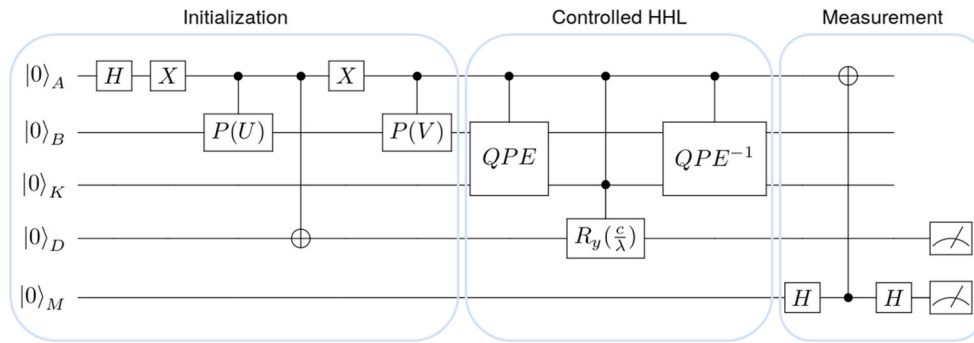 Initialization Controlled HHL Measurement
|0⟩_A H X X
|0⟩_B P(U) P(V) QPE QPE⁻¹
|0⟩_K
|0⟩_D R_y(c/λ)
|0⟩_M H H